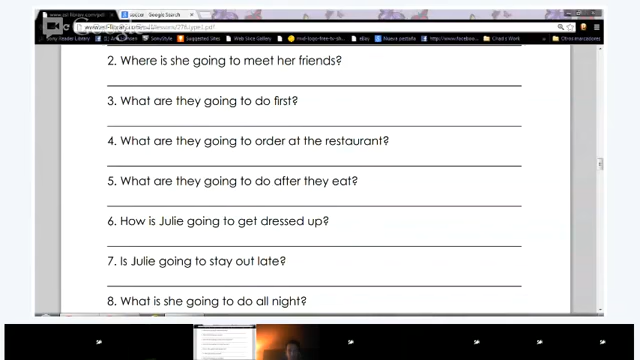 2. Where is she going to meet her friends?
3. What are they going to do first?
4. What are they going to order at the restaurant?
5. What are they going to do after they eat?
6. How is Julie going to get dressed up?
7. Is Julie going to stay out late?
8. What is she going to do all night?